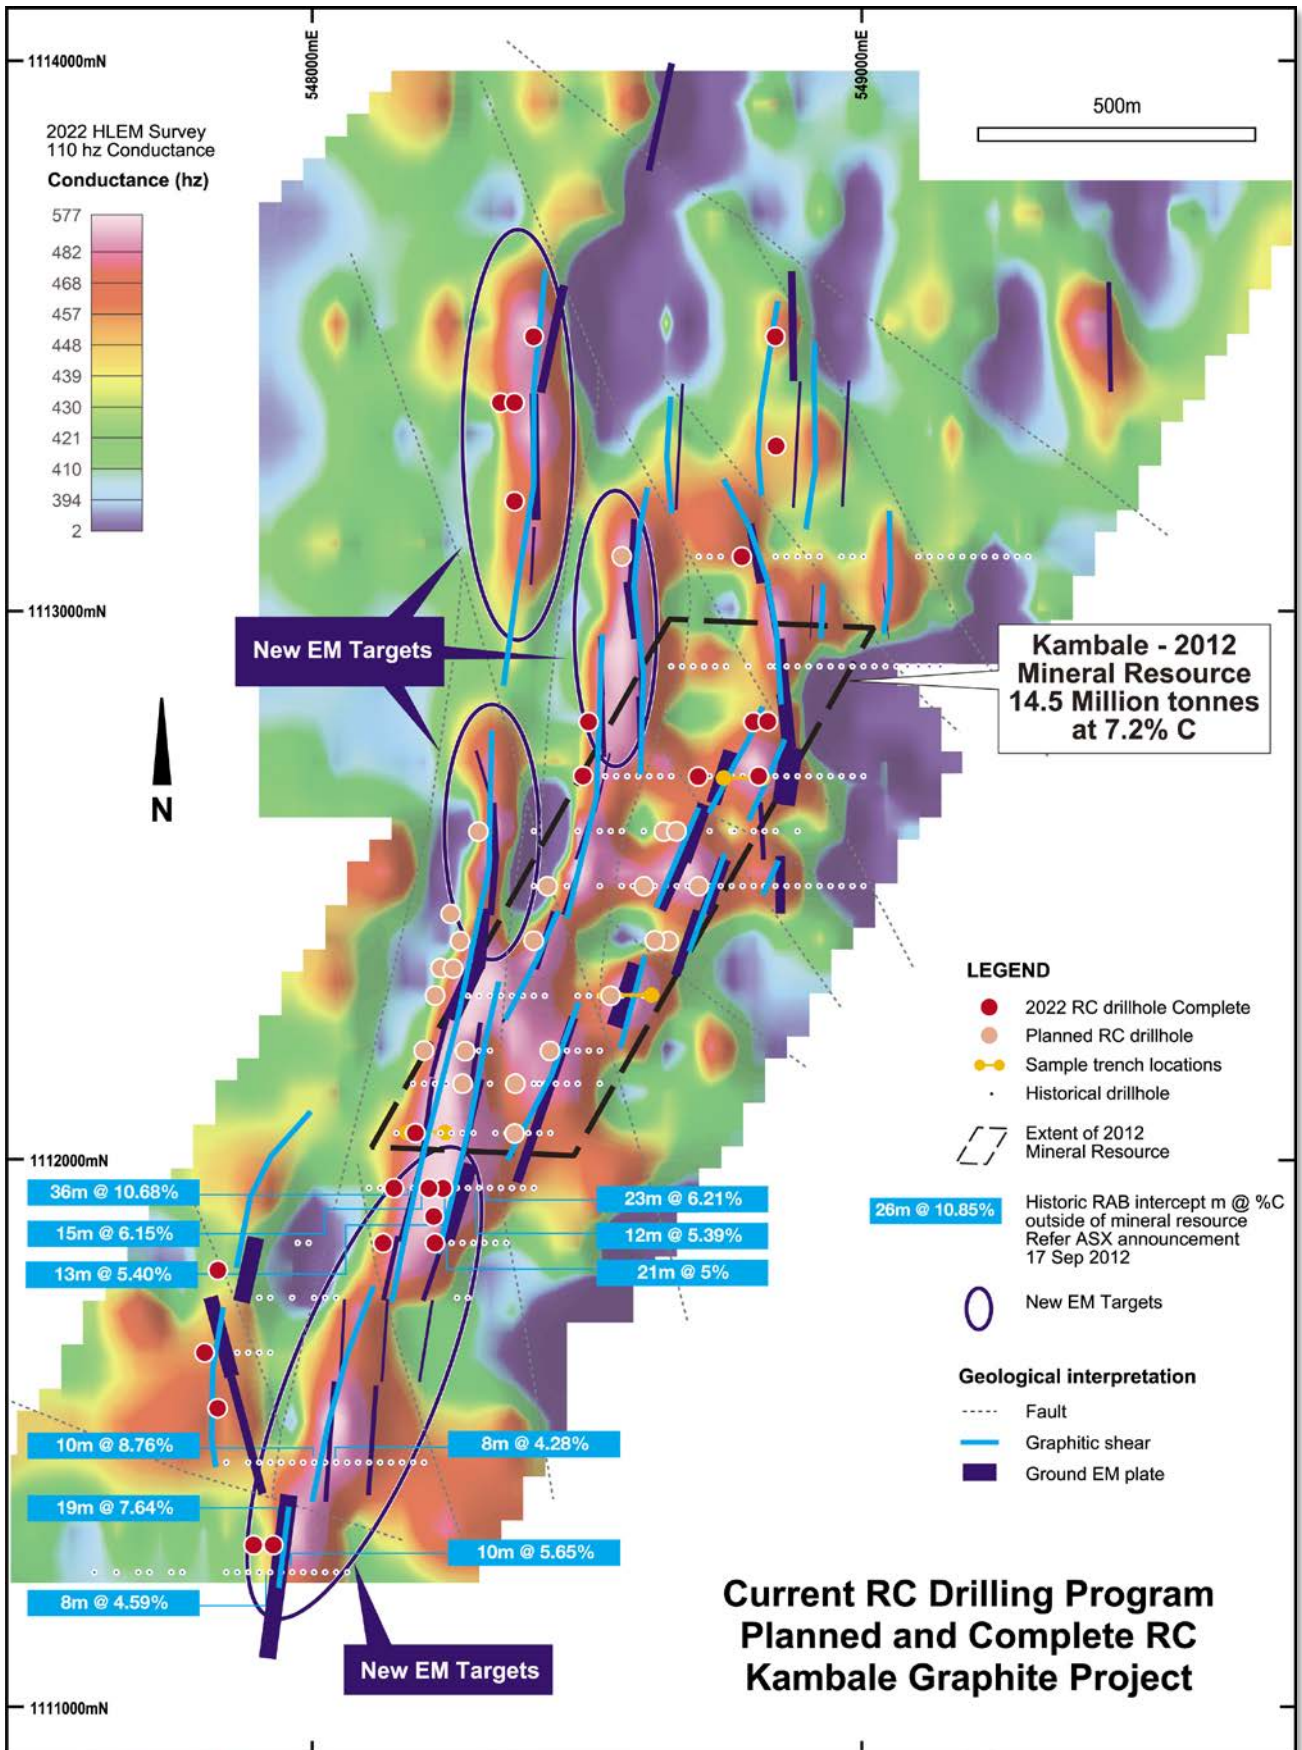 548000mE
549000mE
1114000mN
500m
2022 HLEM Survey
110 hz Conductance
Conductance (hz)
577
482
468
457
448
439
430
421
410
394
2
1113000mN
New EM Targets
Kambale - 2012
Mineral Resource
14.5 Million tonnes
at 7.2% C
N
LEGEND
2022 RC drillhole Complete
Planned RC drillhole
Sample trench locations
Historical drillhole
Extent of 2012
Mineral Resource
26m @ 10.85%
Historic RAB intercept m @ %C
outside of mineral resource
Refer ASX announcement
17 Sep 2012
New EM Targets
Geological interpretation
Fault
Graphitic shear
Ground EM plate
1112000mN
36m @ 10.68%
23m @ 6.21%
15m @ 6.15%
12m @ 5.39%
13m @ 5.40%
21m @ 5%
10m @ 8.76%
8m @ 4.28%
19m @ 7.64%
10m @ 5.65%
8m @ 4.59%
New EM Targets
Current RC Drilling Program
Planned and Complete RC
Kambale Graphite Project
1111000mN